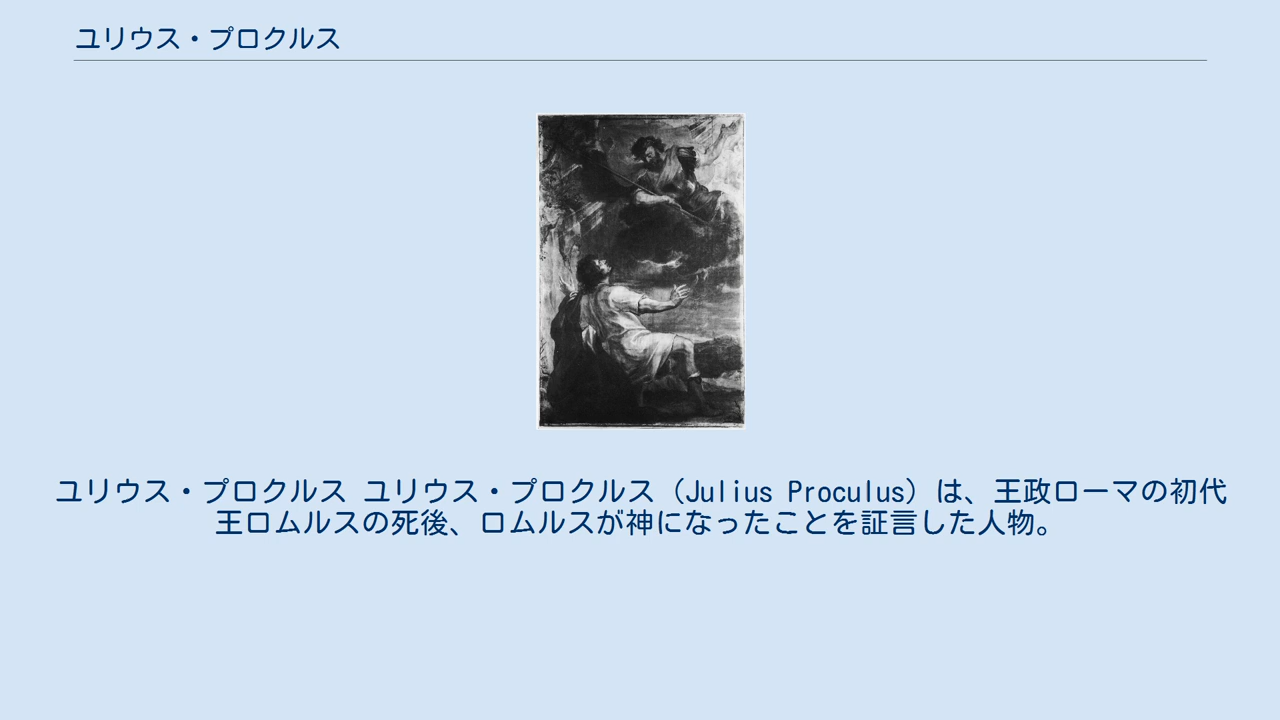 ユリウス・プロクルス
ユリウス・プロクルス ユリウス・プロクルス（Julius Proculus）は、王政ローマの初代
王ロムルスの死後、ロムルスが神になったことを証言した人物。